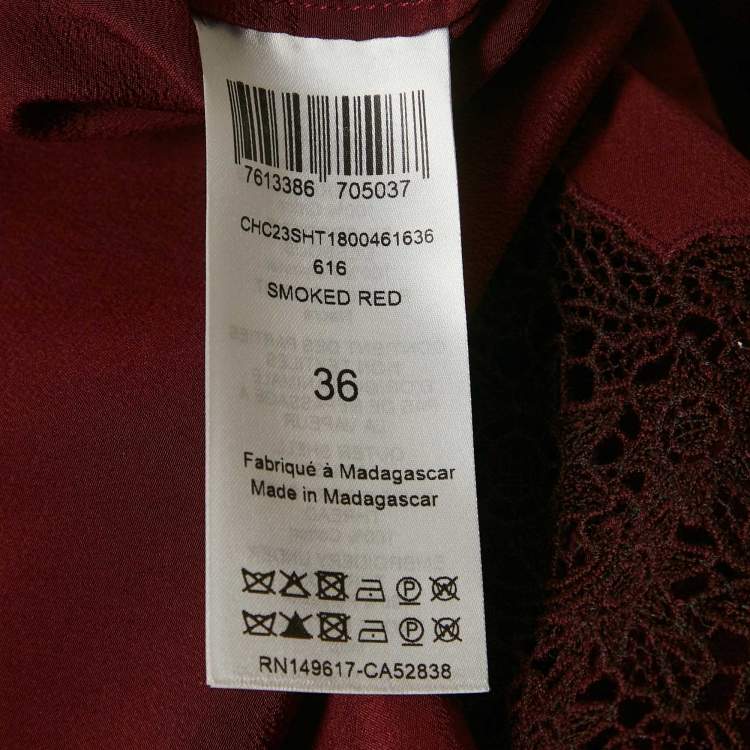 7613386 705037
CHC23SHT1800461636
616
SMOKED RED
36
Fabriqué à Madagascar
Made in Madagascar
P
P
RN149617-CA52838